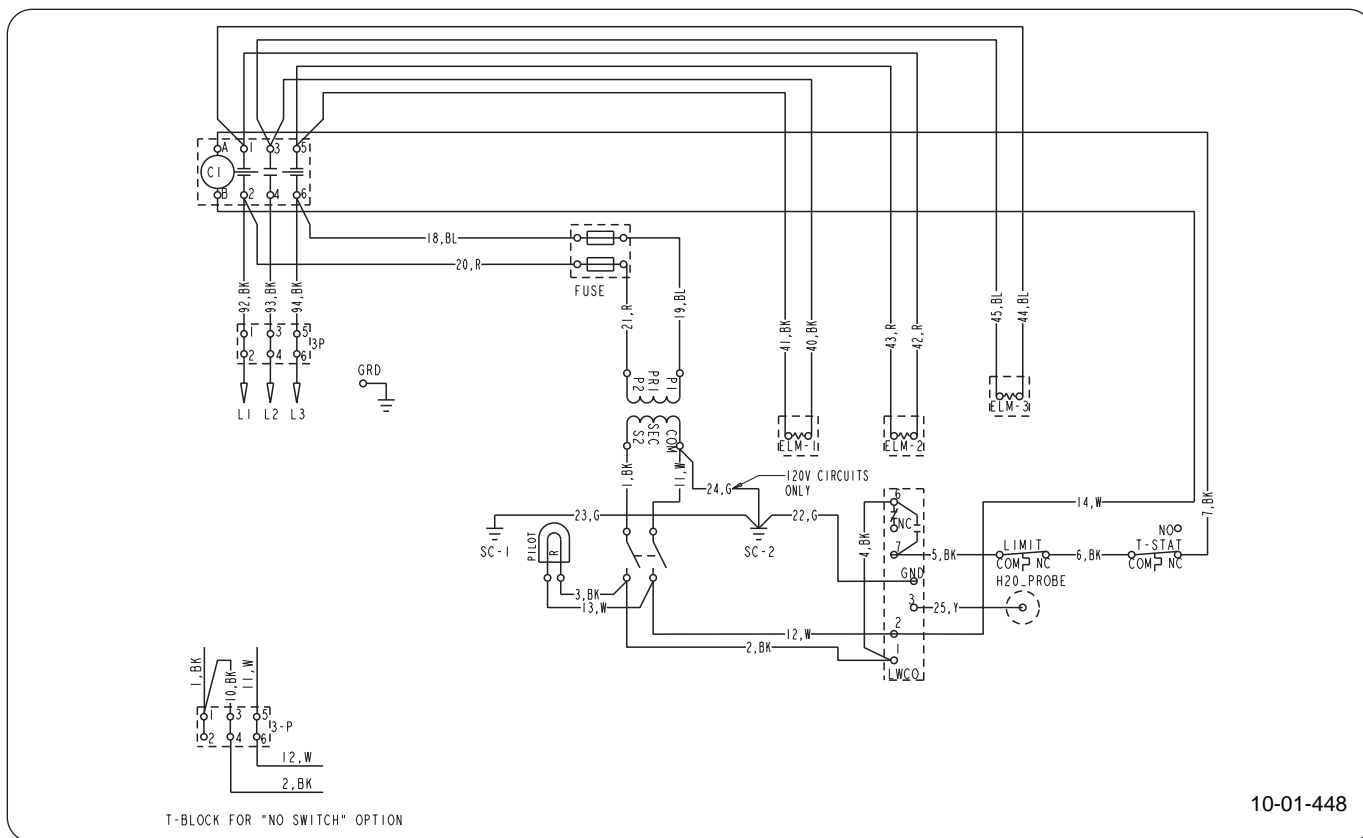 A 1 3 5
C1
B 2 4 6
18,BL
20,R
FUSE
92,BK
93,BK
94,BK
21,R
19,BL
41,BK
40,BK
43,R
42,R
45,BL
44,BL
1 3 5
3P
2 4 6
L1 L2 L3
GRD
P2 PRI P1
S2 SEC COM
ELM-1
ELM-2
ELM-3
1,BK
11,W
24,G
120V CIRCUITS
ONLY
23,G
22,G
SC-1
SC-2
PILOT
R
3,BK
13,W
6
NC
7
4,BK
GND
3
2
1
LWCO
14,W
7,BK
5,BK
LIMIT
COM NC
6,BK
NO
T-STAT
COM NC
H20_PROBE
25,Y
12,W
2,BK
1,BK
10,BK
11,W
1 3 5
3-P
2 4 6
12,W
2,BK
T-BLOCK FOR "NO SWITCH" OPTION
10-01-448